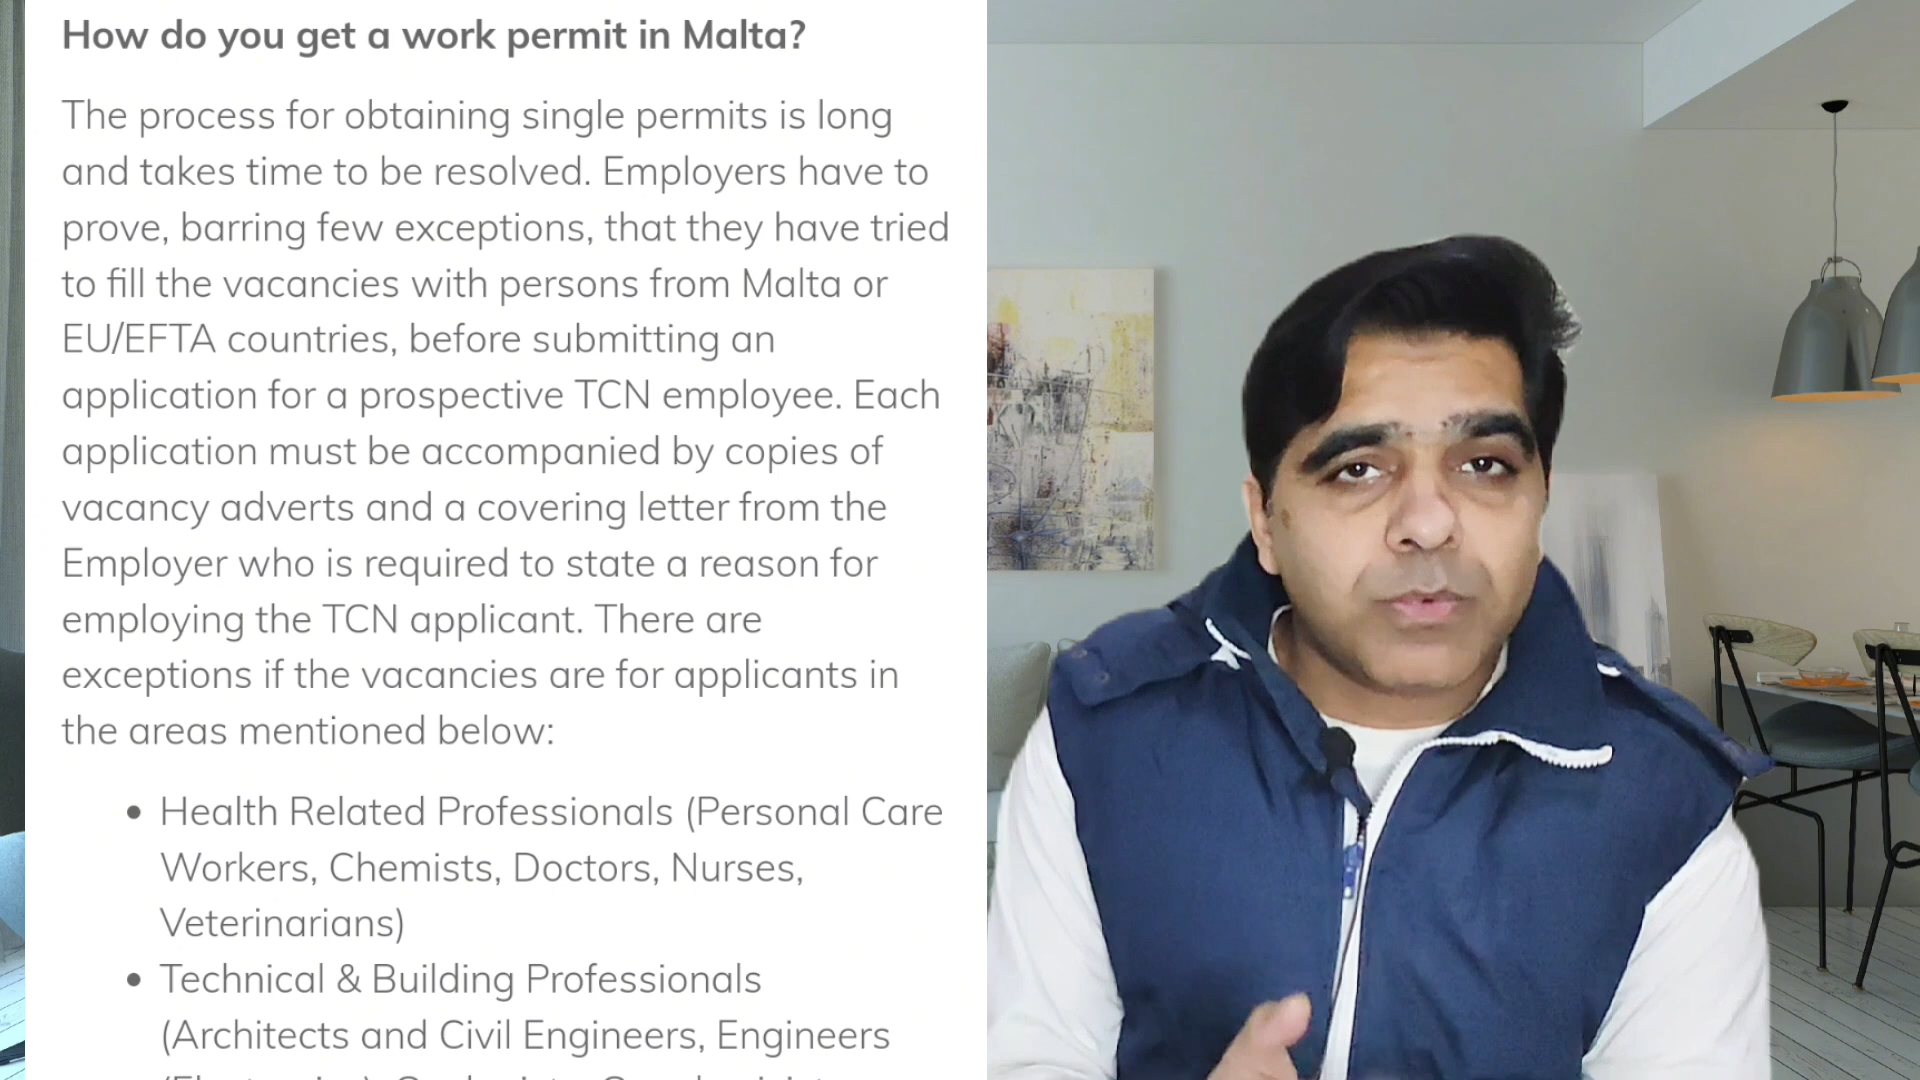 How do you get a work permit in Malta?
The process for obtaining single permits is long
and takes time to be resolved. Employers have to
prove, barring few exceptions, that they have tried
to fill the vacancies with persons from Malta or
EU/EFTA countries, before submitting an
application for a prospective TCN employee. Each
application must be accompanied by copies of
vacancy adverts and a covering letter from the
Employer who is required to state a reason for
employing the TCN applicant. There are
exceptions if the vacancies are for applicants in
the areas mentioned below:
• Health Related Professionals (Personal Care
Workers, Chemists, Doctors, Nurses,
Veterinarians)
• Technical & Building Professionals
(Architects and Civil Engineers, Engineers